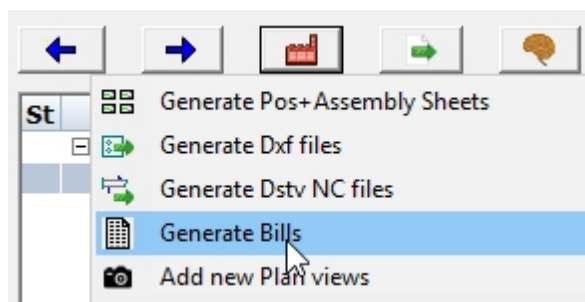 St
Generate Pos+Assembly Sheets
Generate Dxf files
Generate Dstv NC files
Generate Bills
Add new Plan views